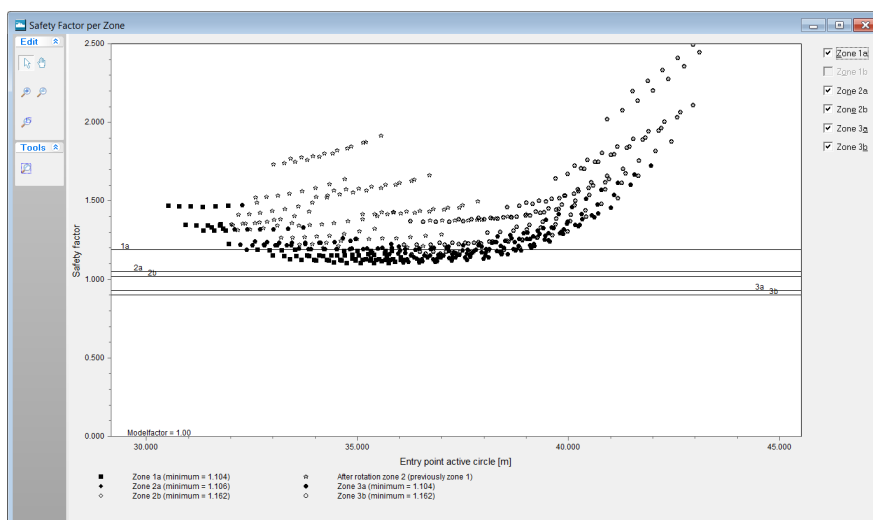 Safety Factor per Zone
Edit
Tools
2.500
2.000
1.500
1.000
0.500
0.000
Safety factor
1a
2a
2b
3a
3b
Modelfactor = 1.00
30.000
35.000
40.000
45.000
Entry point active circle [m]
Zone 1a (minimum = 1.104)
After rotation zone 2 (previously zone 1)
Zone 2a (minimum = 1.106)
Zone 3a (minimum = 1.104)
Zone 2b (minimum = 1.162)
Zone 3b (minimum = 1.162)
Zone 1a
Zone 1b
Zone 2a
Zone 2b
Zone 3a
Zone 3b